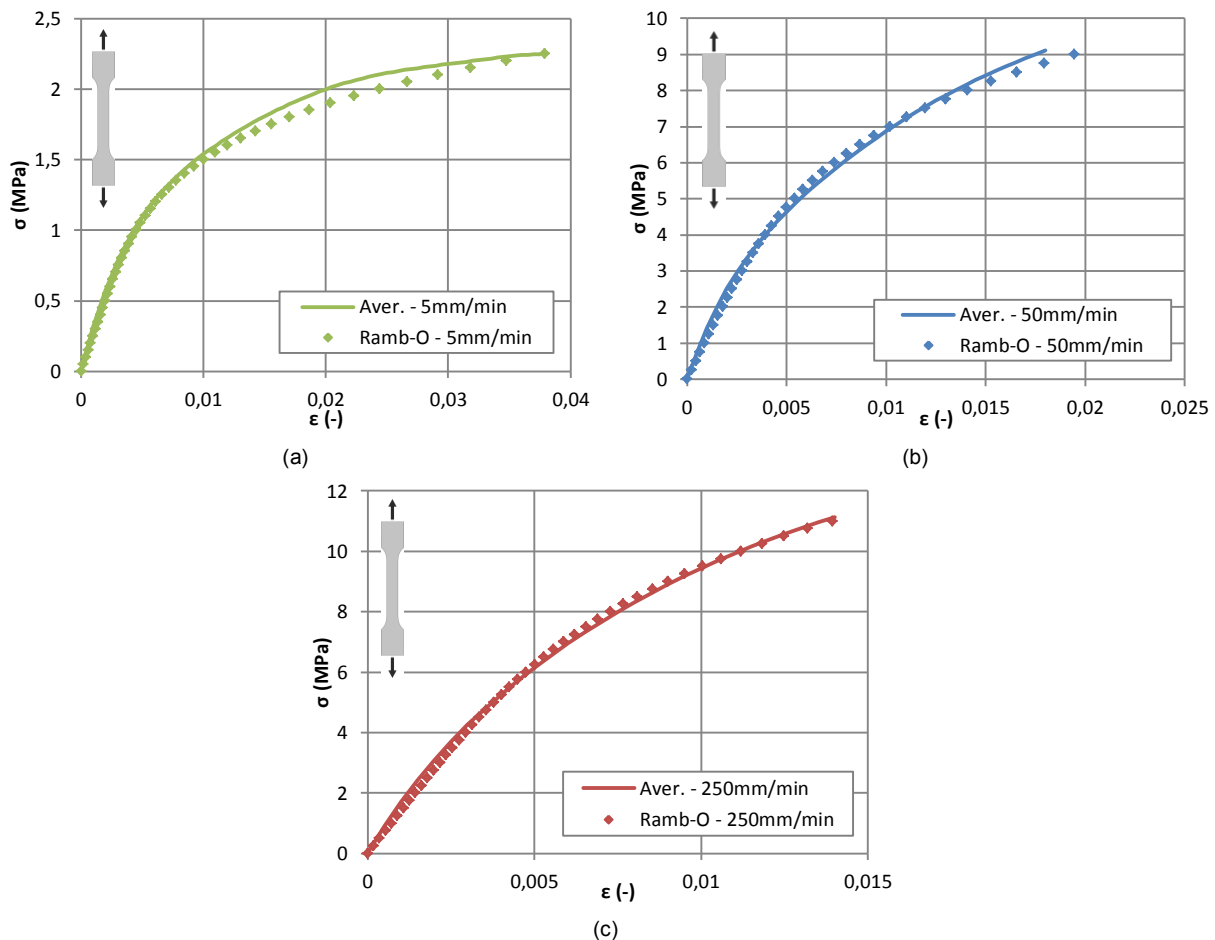 2,5
2
1,5
1
0,5
0
σ (MPa)
0
0,01
0,02
0,03
0,04
ε (-)
Aver. - 5mm/min
Ramb-O - 5mm/min
(a)
10
9
8
7
6
5
4
3
2
1
0
σ (MPa)
0
0,005
0,01
0,015
0,02
0,025
ε (-)
Aver. - 50mm/min
Ramb-O - 50mm/min
(b)
12
10
8
6
4
2
0
σ (MPa)
0
0,005
0,01
0,015
ε (-)
Aver. - 250mm/min
Ramb-O - 250mm/min
(c)